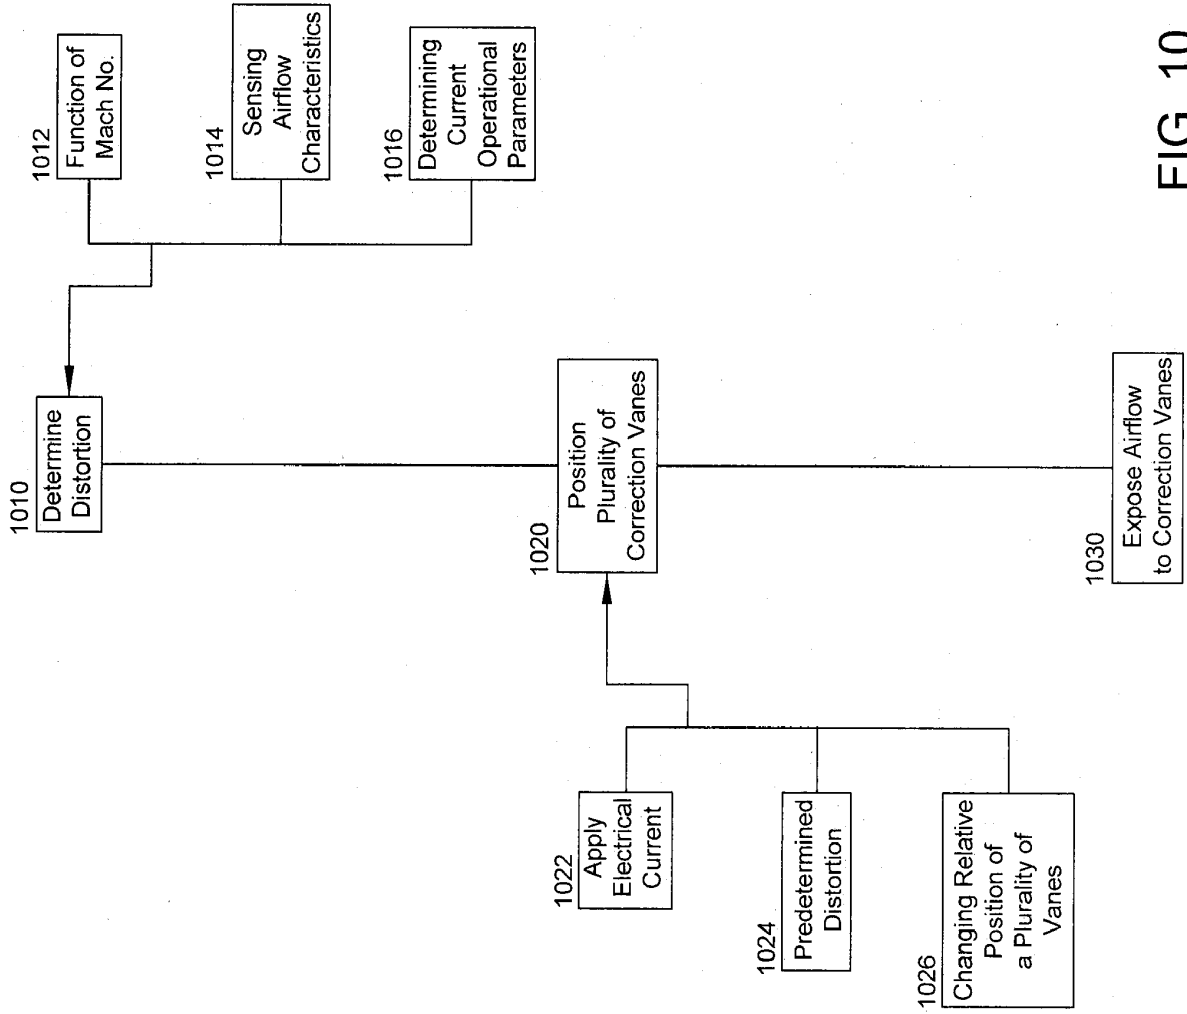 1010
Determine
Distortion
1012
Function of
Mach No.
1014
Sensing
Airflow
Characteristics
1016
Determining
Current
Operational
Parameters
1020
Position
Plurality of
Correction Vanes
1022
Apply
Electrical
Current
1024
Predetermined
Distortion
1026
Changing Relative
Position of
a Plurality of
Vanes
1030
Expose Airflow
to Correction Vanes
FIG 10